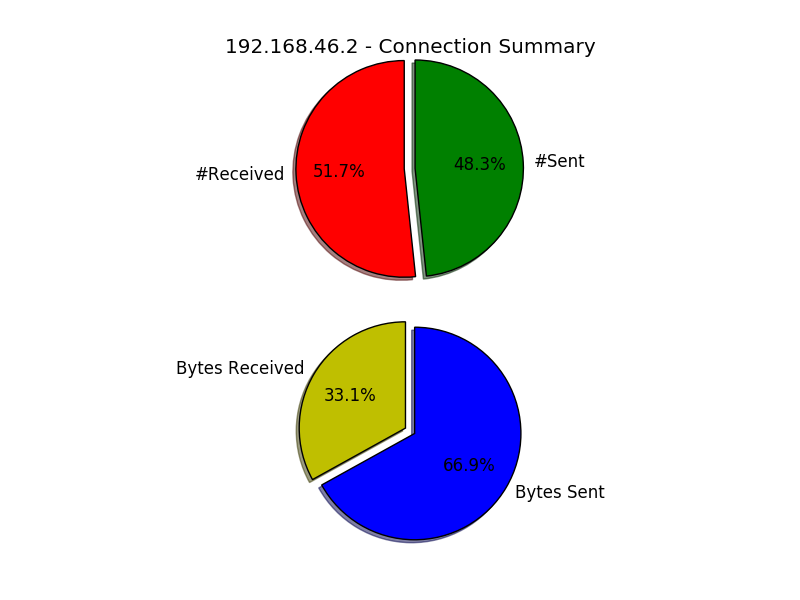 192.168.46.2 - Connection Summary
#Received
51.7%
48.3%
#Sent
Bytes Received
33.1%
66.9%
Bytes Sent